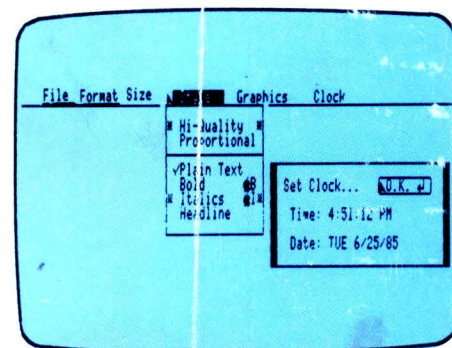 File Format Size Graphics Clock
Hi-Quality
Proportional
✓Plain Text
Bold B
Italics I
Headline
Set Clock... O.K. ↵
Time: 4:51:12 PM
Date: TUE 6/25/85